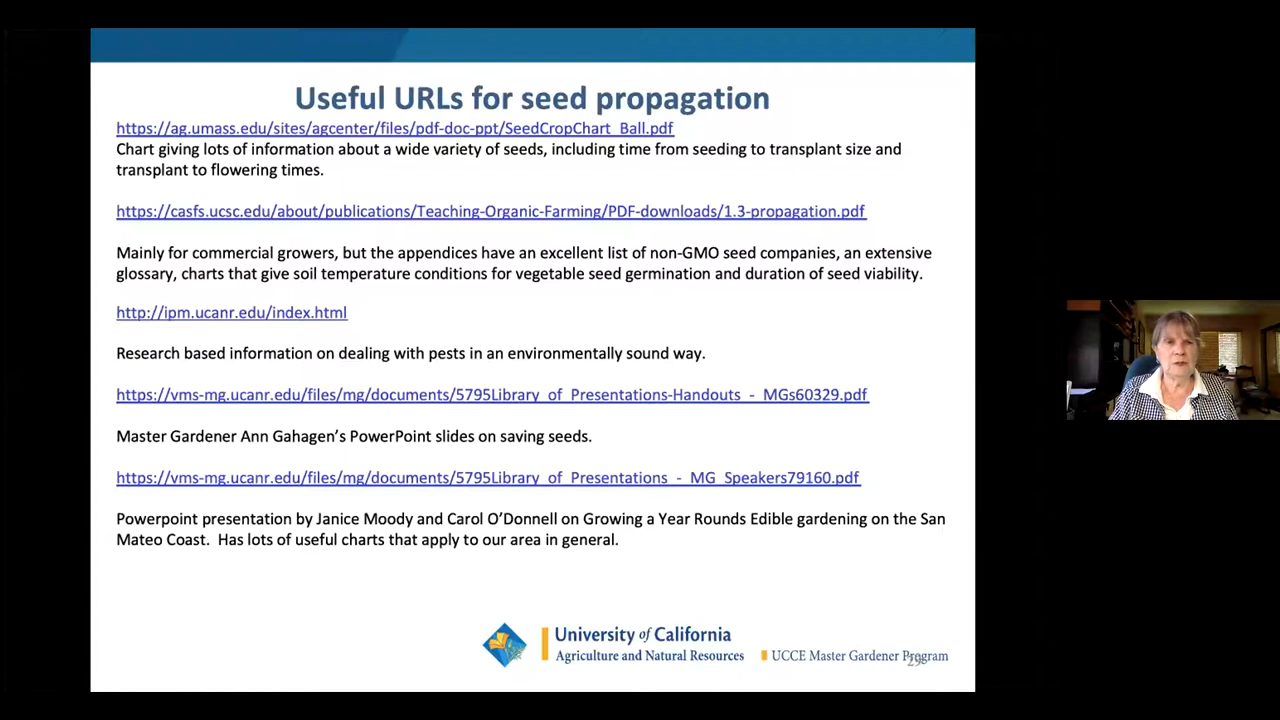 Useful URLs for seed propagation
https://ag.umass.edu/sites/agcenter/files/pdf-doc-ppt/SeedCropChart_Ball.pdf
Chart giving lots of information about a wide variety of seeds, including time from seeding to transplant size and
transplant to flowering times.
https://casfs.ucsc.edu/about/publications/Teaching-Organic-Farming/PDF-downloads/1.3-propagation.pdf
Mainly for commercial growers, but the appendices have an excellent list of non-GMO seed companies, an extensive
glossary, charts that give soil temperature conditions for vegetable seed germination and duration of seed viability.
http://ipm.ucanr.edu/index.html
Research based information on dealing with pests in an environmentally sound way.
https://vms-mg.ucanr.edu/files/mg/documents/5795Library_of_Presentations-Handouts_-_MGs60329.pdf
Master Gardener Ann Gahagen’s PowerPoint slides on saving seeds.
https://vms-mg.ucanr.edu/files/mg/documents/5795Library_of_Presentations_-_MG_Speakers79160.pdf
Powerpoint presentation by Janice Moody and Carol O’Donnell on Growing a Year Rounds Edible gardening on the San
Mateo Coast.  Has lots of useful charts that apply to our area in general.
University of California
Agriculture and Natural Resources
UCCE Master Gardener Program